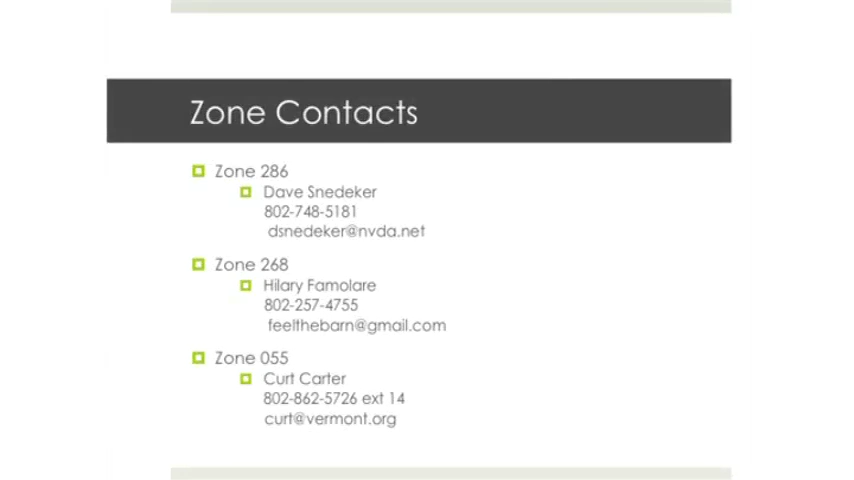 Zone Contacts
Zone 286
Dave Snedeker
802-748-5181
dsnedeker@nvda.net
Zone 268
Hilary Famolare
802-257-4755
feelthebarn@gmail.com
Zone 055
Curt Carter
802-862-5726 ext 14
curt@vermont.org